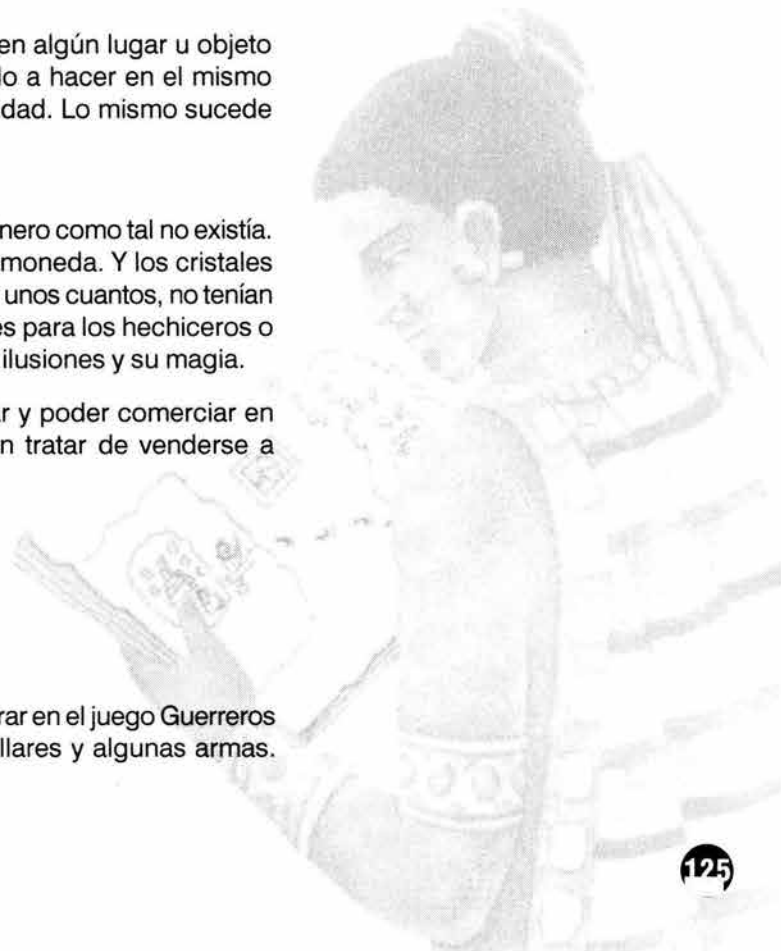 en algún lugar u objeto
lo a hacer en el mismo
dad. Lo mismo sucede
nero como tal no existía.
moneda. Y los cristales
unos cuantos, no tenían
es para los hechiceros o
ilusiones y su magia.
ar y poder comerciar en
n tratar de venderse a
rar en el juego Guerreros
llares y algunas armas.
125